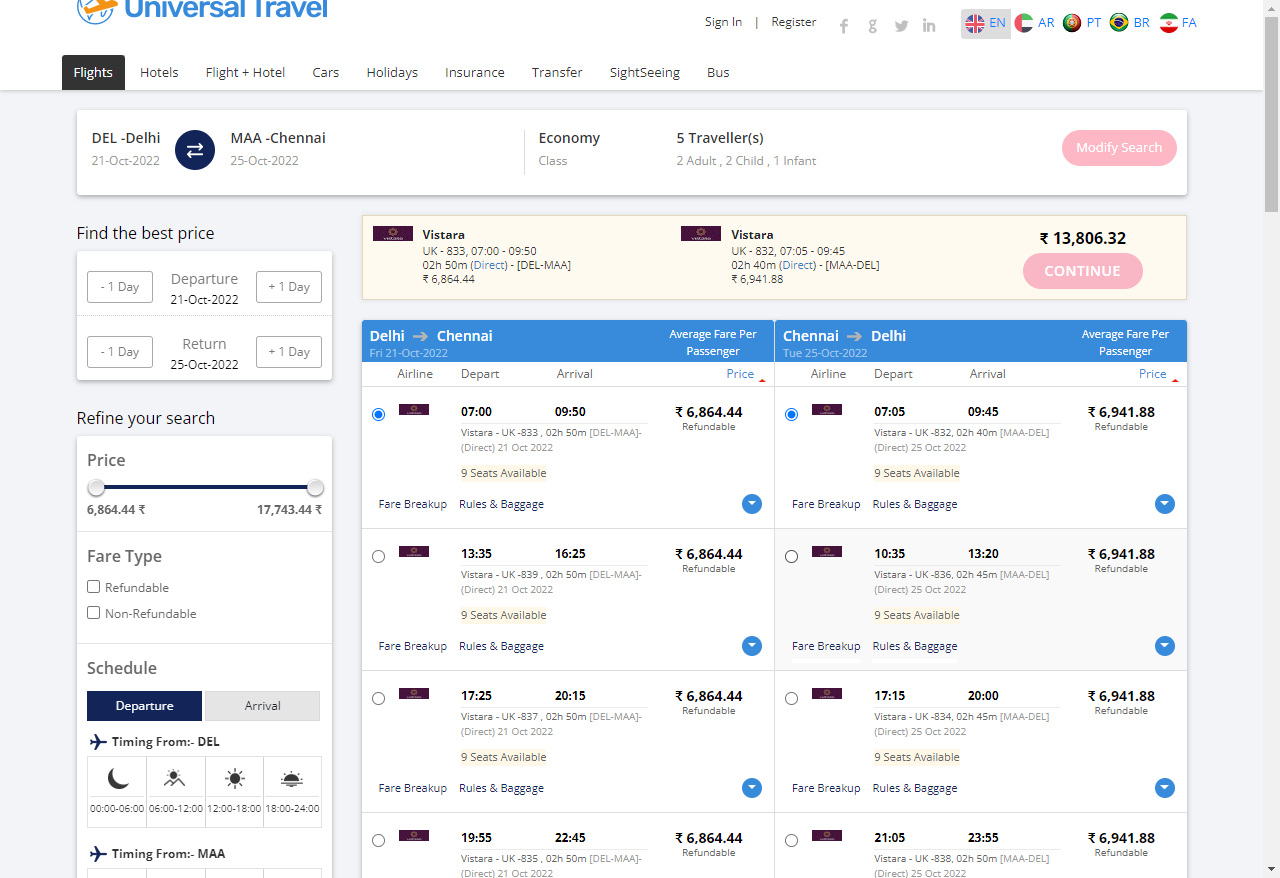 Universal Travel
Sign In | Register
EN AR PT BR FA
Flights Hotels Flight + Hotel Cars Holidays Insurance Transfer SightSeeing Bus
DEL -Delhi MAA -Chennai Economy 5 Traveller(s)
21-Oct-2022 25-Oct-2022 Class 2 Adult , 2 Child , 1 Infant
Modify Search
Find the best price
- 1 Day Departure + 1 Day
21-Oct-2022
- 1 Day Return + 1 Day
25-Oct-2022
Refine your search
Price
6,864.44 ₹ 17,743.44 ₹
Fare Type
Refundable
Non-Refundable
Schedule
Departure Arrival
Timing From:- DEL
00:00-06:00 06:00-12:00 12:00-18:00 18:00-24:00
Timing From:- MAA
Vistara
UK - 833, 07:00 - 09:50
02h 50m (Direct) - [DEL-MAA]
₹ 6,864.44
Vistara
UK - 832, 07:05 - 09:45
02h 40m (Direct) - [MAA-DEL]
₹ 6,941.88
₹ 13,806.32
CONTINUE
Delhi Chennai
Fri 21-Oct-2022
Average Fare Per
Passenger
Airline Depart Arrival Price
07:00 09:50 ₹ 6,864.44
Refundable
Vistara - UK -833 , 02h 50m [DEL-MAA]-
(Direct) 21 Oct 2022
9 Seats Available
Fare Breakup Rules & Baggage
13:35 16:25 ₹ 6,864.44
Refundable
Vistara - UK -839 , 02h 50m [DEL-MAA]-
(Direct) 21 Oct 2022
9 Seats Available
Fare Breakup Rules & Baggage
17:25 20:15 ₹ 6,864.44
Refundable
Vistara - UK -837 , 02h 50m [DEL-MAA]-
(Direct) 21 Oct 2022
9 Seats Available
Fare Breakup Rules & Baggage
19:55 22:45 ₹ 6,864.44
Refundable
Vistara - UK -835 , 02h 50m [DEL-MAA]-
(Direct) 21 Oct 2022
Chennai Delhi
Tue 25-Oct-2022
Average Fare Per
Passenger
Airline Depart Arrival Price
07:05 09:45 ₹ 6,941.88
Refundable
Vistara - UK -832, 02h 40m [MAA-DEL]
(Direct) 25 Oct 2022
9 Seats Available
Fare Breakup Rules & Baggage
10:35 13:20 ₹ 6,941.88
Refundable
Vistara - UK -836, 02h 45m [MAA-DEL]
(Direct) 25 Oct 2022
9 Seats Available
Fare Breakup Rules & Baggage
17:15 20:00 ₹ 6,941.88
Refundable
Vistara - UK -834, 02h 45m [MAA-DEL]
(Direct) 25 Oct 2022
9 Seats Available
Fare Breakup Rules & Baggage
21:05 23:55 ₹ 6,941.88
Refundable
Vistara - UK -838, 02h 50m [MAA-DEL]
(Direct) 25 Oct 2022